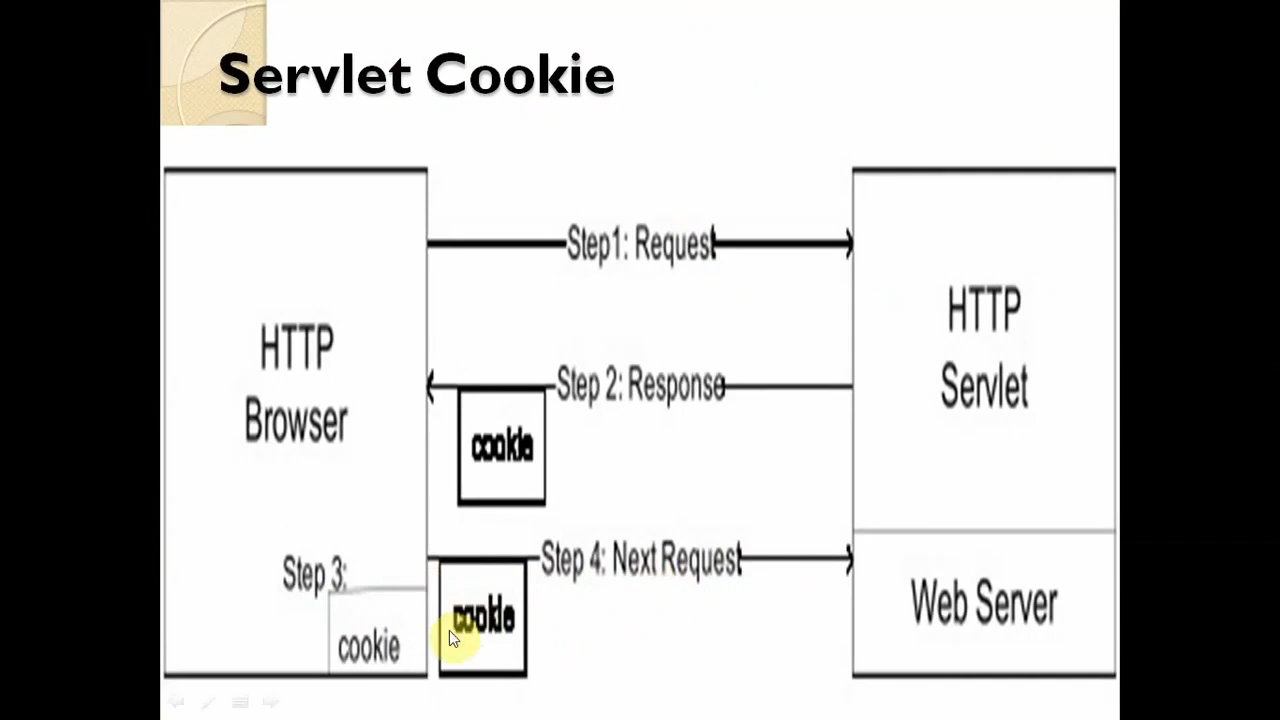 Servlet Cookie
Step1: Request
HTTP
Browser
HTTP
Servlet
Step 2: Response
cookie
Step 3:
cookie
Step 4: Next Request
cookie
Web Server